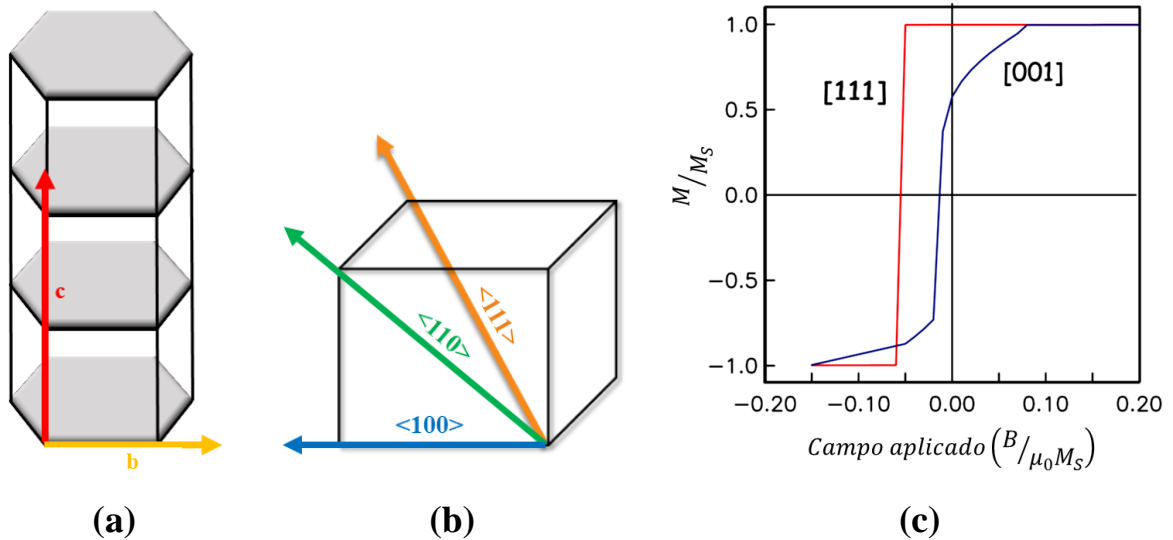 c
b
(a)
<111>
<110>
<100>
(b)
1.0
0.5
0.0
−0.5
−1.0
M/M_S
[111]
[001]
−0.20
−0.10
0.00
0.10
0.20
Campo aplicado (B/μ₀M_S)
(c)